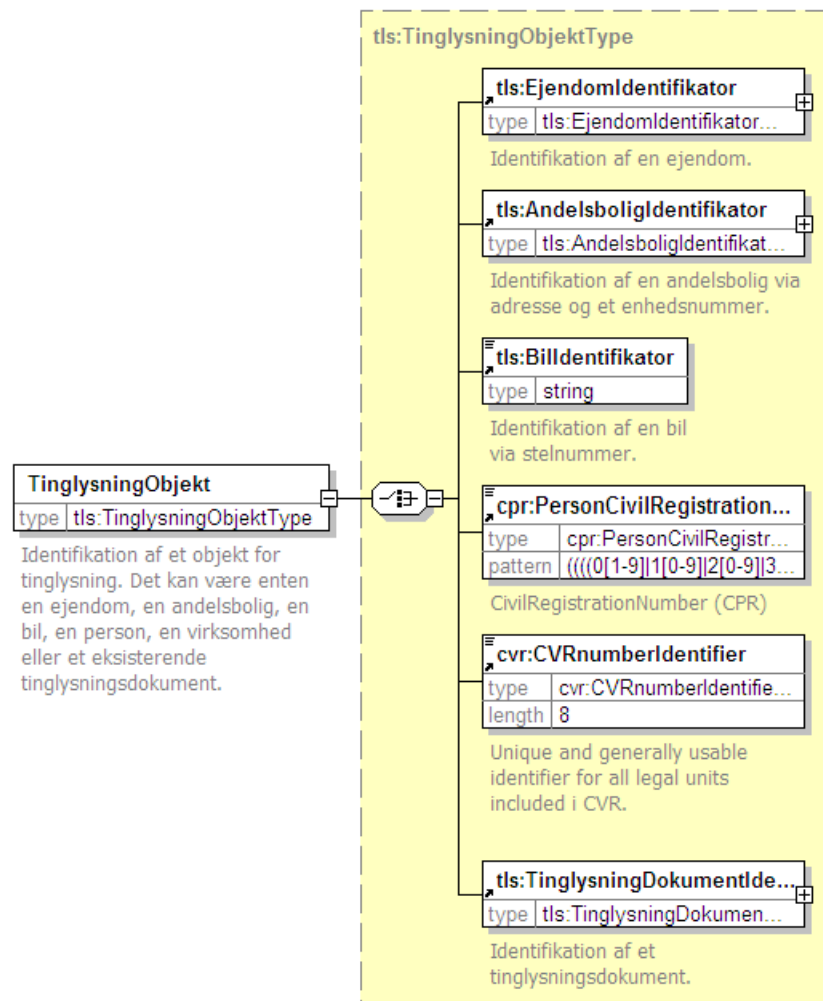 tls:TinglysningObjektType
tls:EjendomIdentifikator
type tls:EjendomIdentifikator...
Identifikation af en ejendom.
tls:AndelsboligIdentifikator
type tls:AndelsboligIdentifikat...
Identifikation af en andelsbolig via
adresse og et enhedsnummer.
tls:BilIdentifikator
type string
Identifikation af en bil
via stelnummer.
TinglysningObjekt
type tls:TinglysningObjektType
Identifikation af et objekt for
tinglysning. Det kan være enten
en ejendom, en andelsbolig, en
bil, en person, en virksomhed
eller et eksisterende
tinglysningsdokument.
cpr:PersonCivilRegistration...
type cpr:PersonCivilRegistr...
pattern ((((0[1-9]|1[0-9]|2[0-9]|3...
CivilRegistrationNumber (CPR)
cvr:CVRnumberIdentifier
type cvr:CVRnumberIdentifie...
length 8
Unique and generally usable
identifier for all legal units
included i CVR.
tls:TinglysningDokumentIde...
type tls:TinglysningDokumen...
Identifikation af et
tinglysningsdokument.